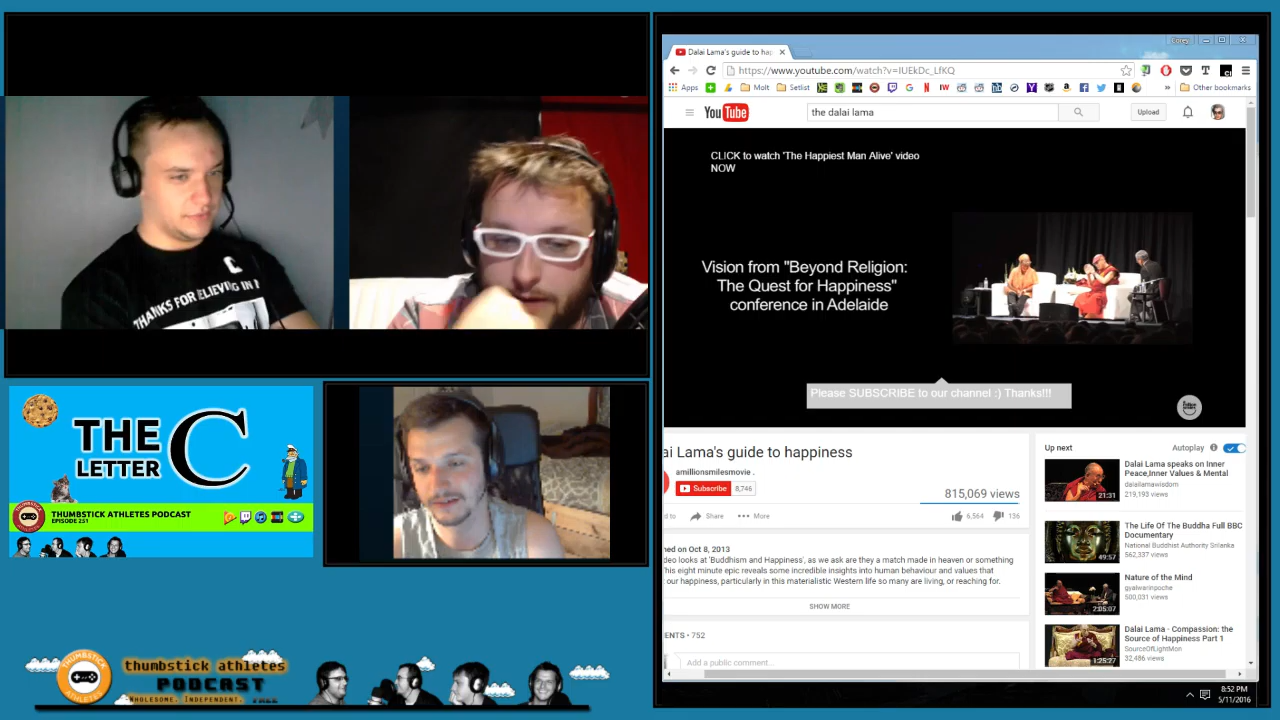 THANKS FOR BELIEVING IN
THE
LETTER
C
THUMBSTICK ATHLETES PODCAST
EPISODE 251
THUMBSTICK
ATHLETES
thumbstick athletes
PODCAST
WHOLESOME. INDEPENDENT. FREE
Dalai Lama's guide to hap
Corey
https://www.youtube.com/watch?v=IUEkDc_LfKQ
Apps
Molt
Setlist
Other bookmarks
YouTube
the dalai lama
Upload
CLICK to watch 'The Happiest Man Alive' video
NOW
Vision from "Beyond Religion:
The Quest for Happiness"
conference in Adelaide
Please SUBSCRIBE to our channel :) Thanks!!!
ai Lama's guide to happiness
amillionsmilesmovie .
Subscribe 8,746
815,069 views
d to Share ••• More
6,564 136
hed on Oct 8, 2013
deo looks at 'Buddhism and Happiness', as we ask are they a match made in heaven or something
his eight minute epic reveals some incredible insights into human behaviour and values that
our happiness, particularly in this materialistic Western life so many are living, or reaching for.
SHOW MORE
ENTS • 752
Add a public comment...
Up next
Autoplay
21:31
Dalai Lama speaks on Inner
Peace,Inner Values & Mental
dalailamawisdom
219,193 views
49:57
The Life Of The Buddha Full BBC
Documentary
National Buddhist Authority Srilanka
562,337 views
2:05:07
Nature of the Mind
gyalwarinpoche
500,031 views
1:25:27
Dalai Lama - Compassion: the
Source of Happiness Part 1
SourceOfLightMon
32,486 views
8:52 PM
5/11/2016